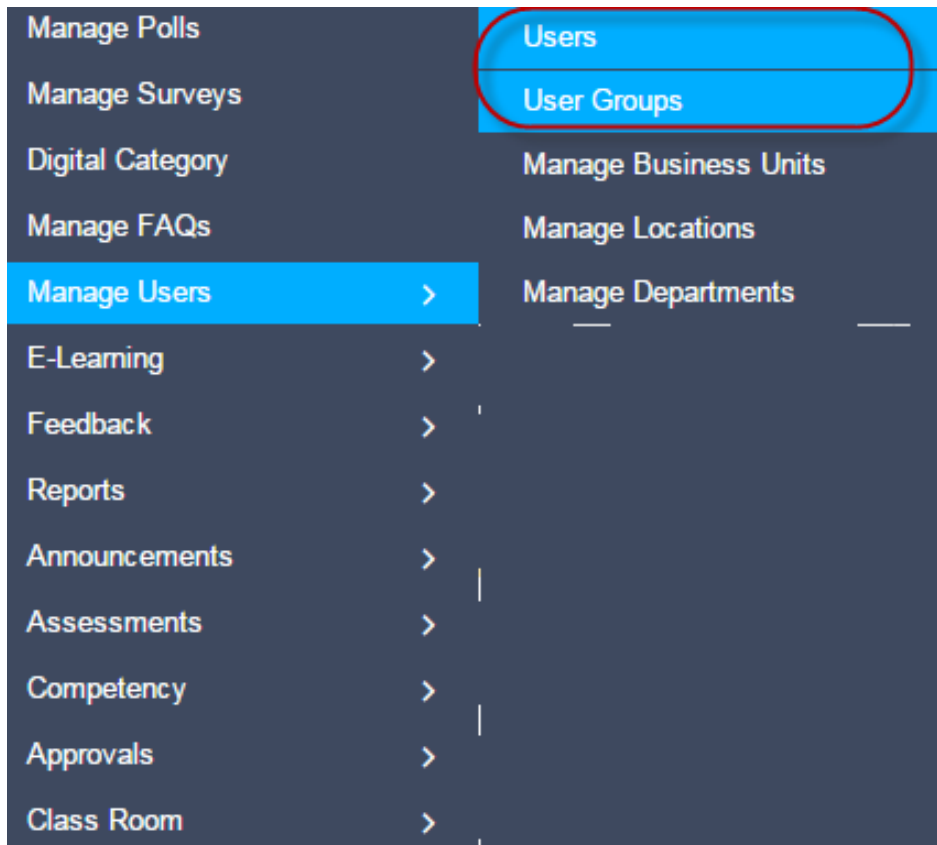 Manage Polls
Manage Surveys
Digital Category
Manage FAQs
Manage Users
E-Learning
Feedback
Reports
Announcements
Assessments
Competency
Approvals
Class Room
Users
User Groups
Manage Business Units
Manage Locations
Manage Departments